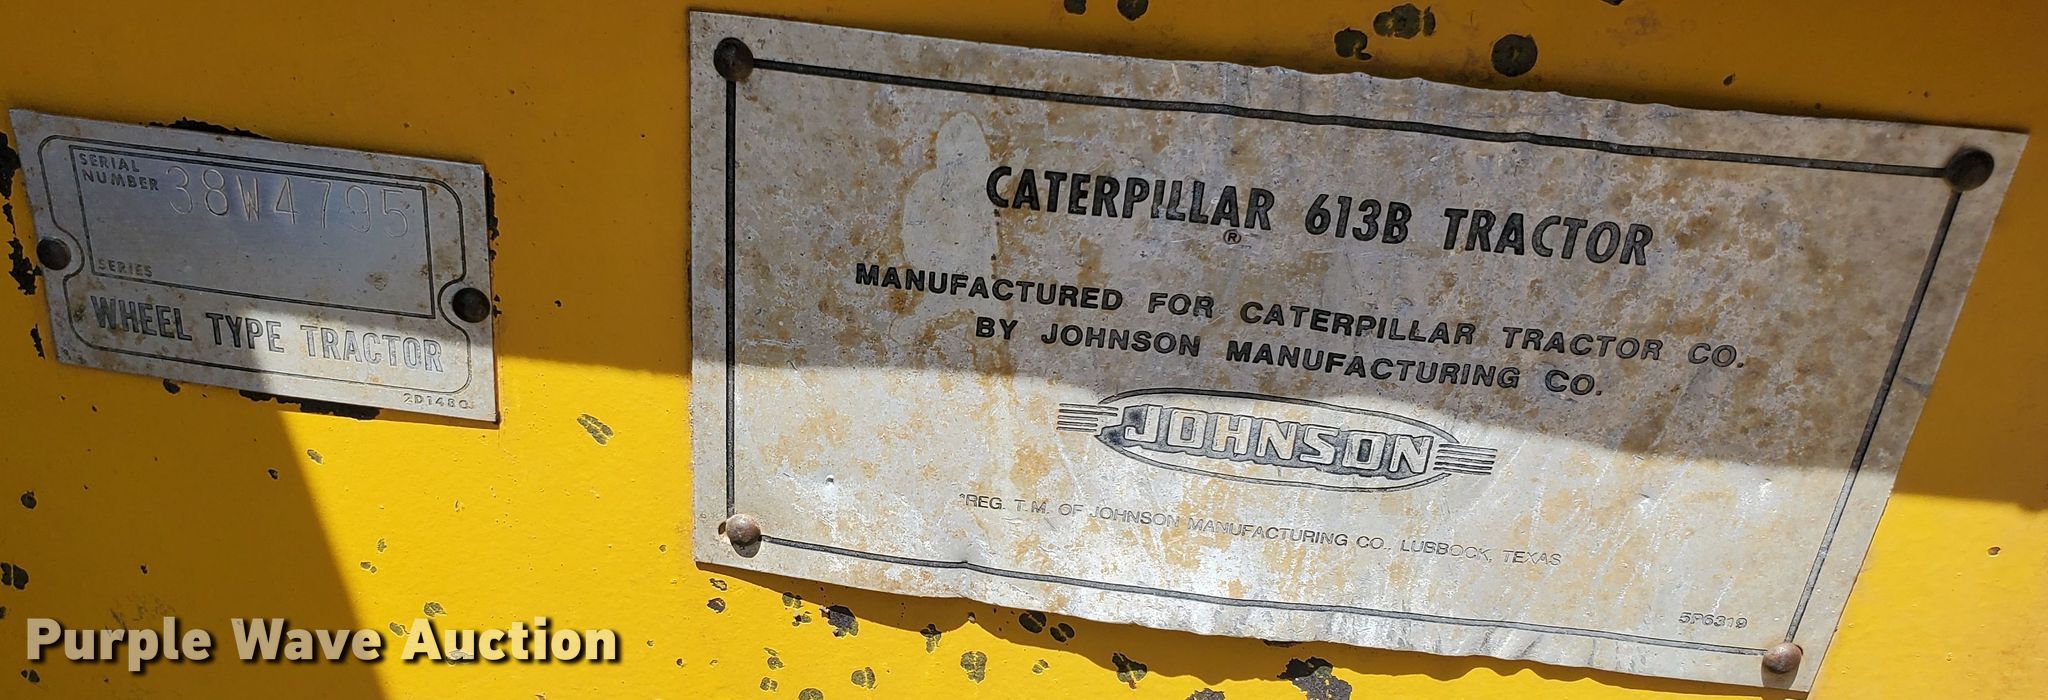 SERIAL
NUMBER 38W4795
SERIES
WHEEL TYPE TRACTOR
2D1480
CATERPILLAR 613B TRACTOR
®
MANUFACTURED FOR CATERPILLAR TRACTOR CO.
BY JOHNSON MANUFACTURING CO.
JOHNSON
*REG. T.M. OF JOHNSON MANUFACTURING CO., LUBBOCK, TEXAS
5P6319
Purple Wave Auction